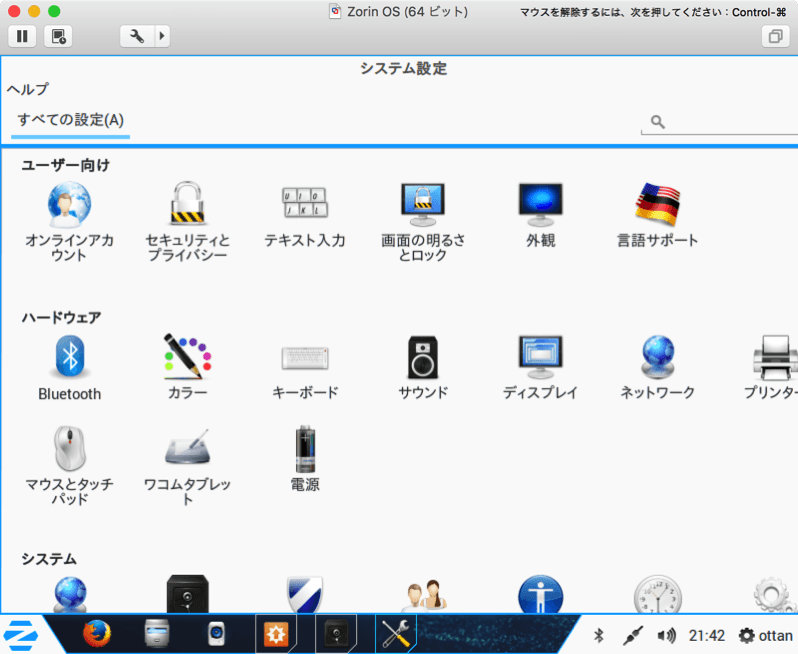 Zorin OS (64 ビット)
マウスを解除するには、次を押してください：Control-⌘
システム設定
ヘルプ
すべての設定(A)
ユーザー向け
オンラインアカ
ウント
セキュリティと
プライバシー
テキスト入力
画面の明るさ
とロック
外観
言語サポート
ハードウェア
Bluetooth
カラー
キーボード
サウンド
ディスプレイ
ネットワーク
プリンター
マウスとタッチ
パッド
ワコムタブレッ
ト
電源
システム
21:42
ottan